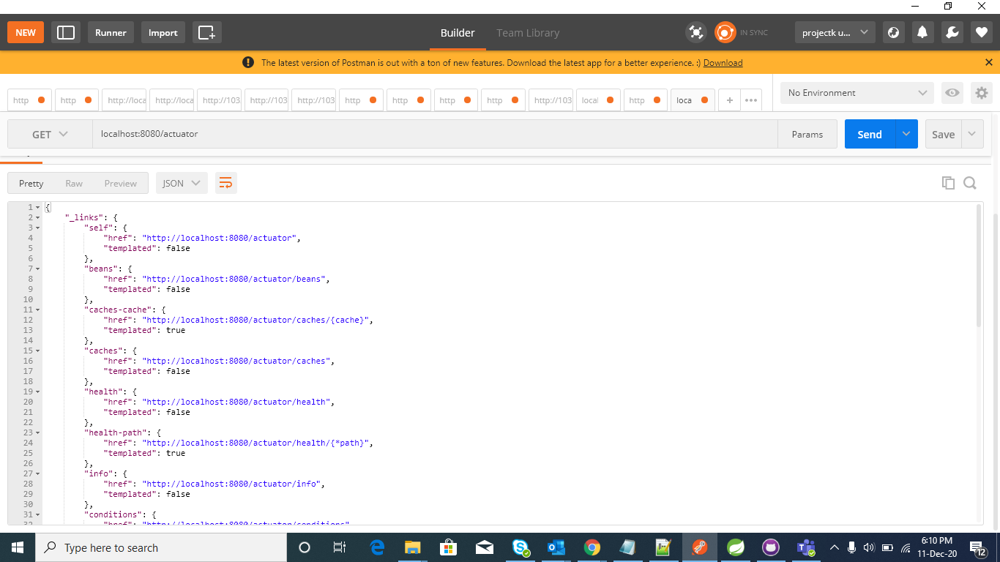 NEW Runner Import Builder Team Library IN SYNC projectk u...
The latest version of Postman is out with a ton of new features. Download the latest app for a better experience. :) Download
http http http://loca http://loca http://103 http://103 http://103 http http http http http://103 local http loca + ••• No Environment
GET localhost:8080/actuator Params Send Save
Pretty Raw Preview JSON
1 {
2 "_links": {
3 "self": {
4 "href": "http://localhost:8080/actuator",
5 "templated": false
6 },
7 "beans": {
8 "href": "http://localhost:8080/actuator/beans",
9 "templated": false
10 },
11 "caches-cache": {
12 "href": "http://localhost:8080/actuator/caches/{cache}",
13 "templated": true
14 },
15 "caches": {
16 "href": "http://localhost:8080/actuator/caches",
17 "templated": false
18 },
19 "health": {
20 "href": "http://localhost:8080/actuator/health",
21 "templated": false
22 },
23 "health-path": {
24 "href": "http://localhost:8080/actuator/health/{*path}",
25 "templated": true
26 },
27 "info": {
28 "href": "http://localhost:8080/actuator/info",
29 "templated": false
30 },
31 "conditions": {
32 "href": "http://localhost:8080/actuator/conditions"
Type here to search
6:10 PM
11-Dec-20
12